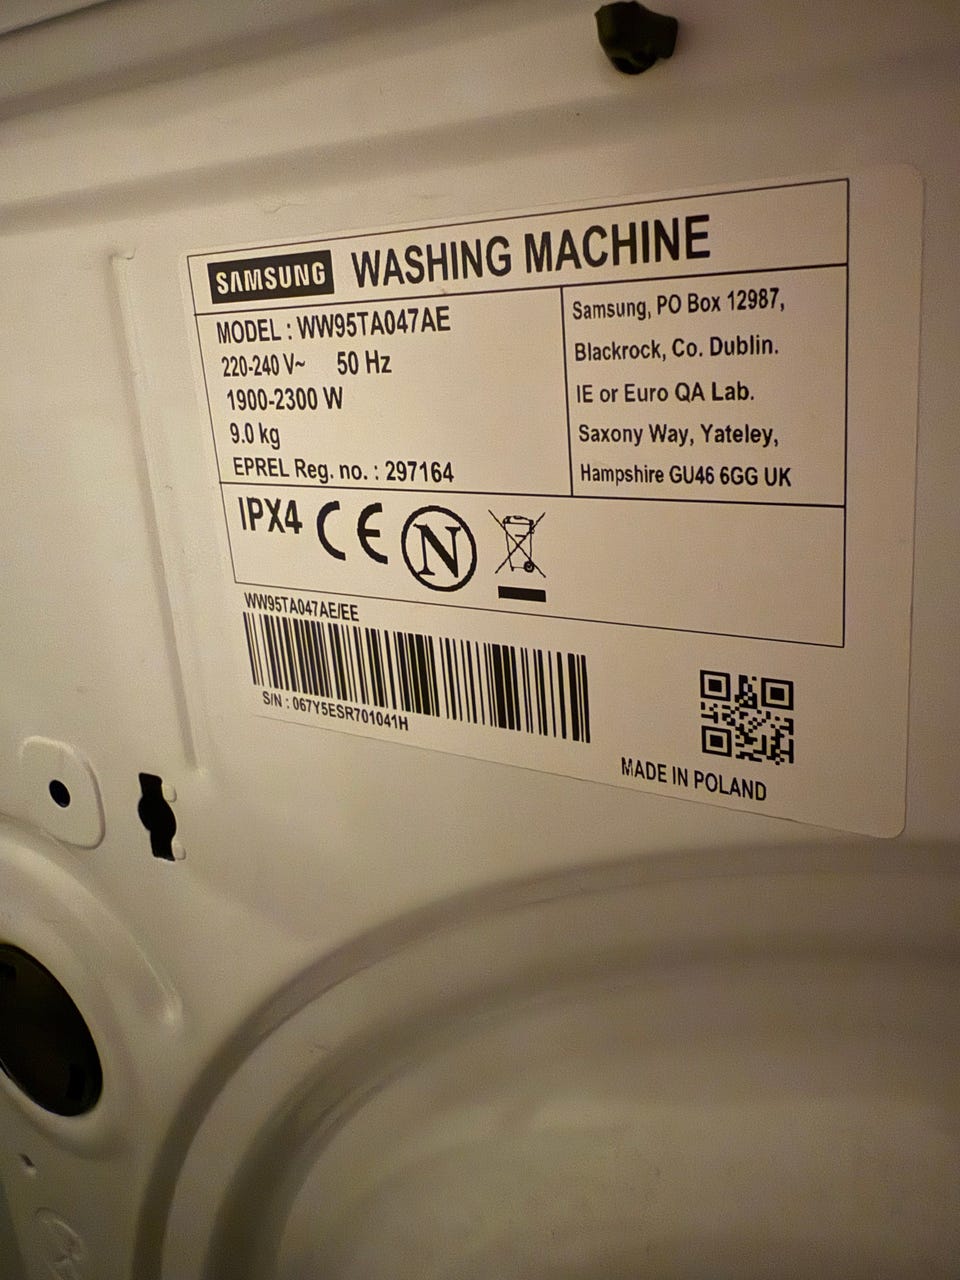 SAMSUNG WASHING MACHINE
MODEL : WW95TA047AE
220-240 V~ 50 Hz
1900-2300 W
9.0 kg
EPREL Reg. no. : 297164
Samsung, PO Box 12987,
Blackrock, Co. Dublin.
IE or Euro QA Lab.
Saxony Way, Yateley,
Hampshire GU46 6GG UK
IPX4 CE N
WW95TA047AE/EE
S/N : 067Y5ESR701041H
MADE IN POLAND